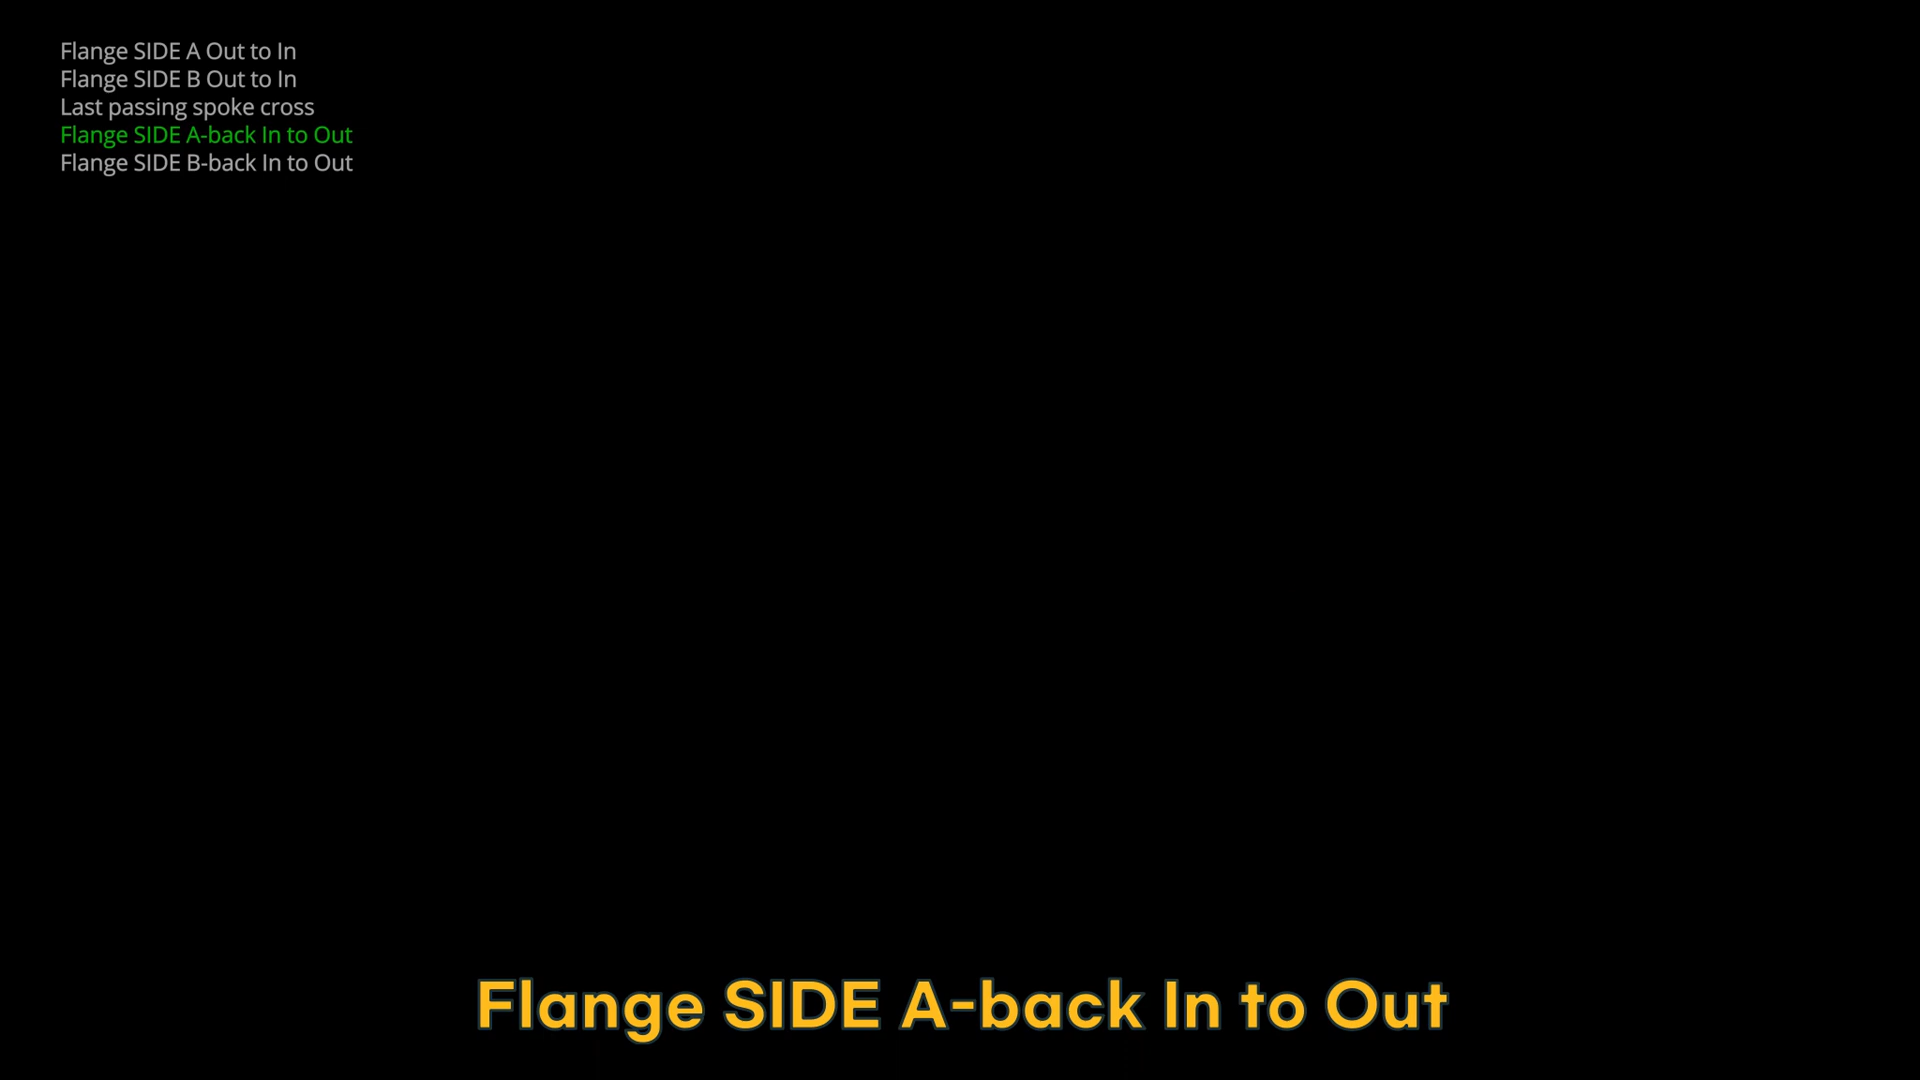 Flange SIDE A Out to In
Flange SIDE B Out to In
Last passing spoke cross
Flange SIDE A-back In to Out
Flange SIDE B-back In to Out
Flange SIDE A-back In to Out